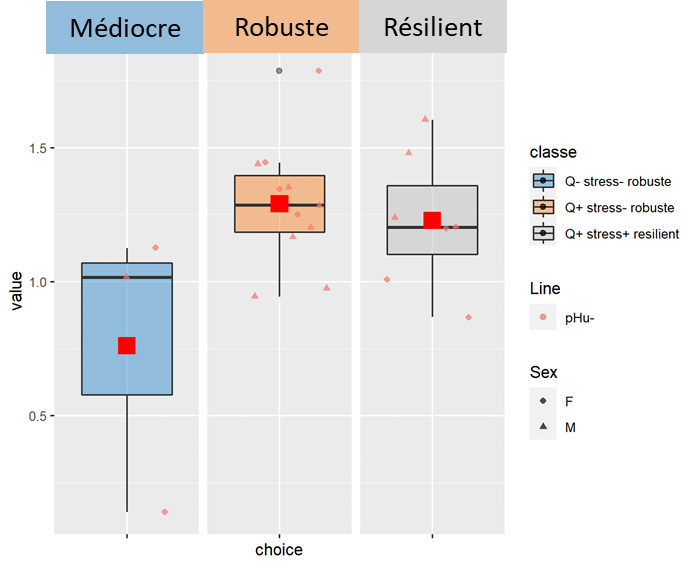 Médiocre
Robuste
Résilient
1.5
1.0
0.5
value
choice
classe
Q- stress- robuste
Q+ stress- robuste
Q+ stress+ resilient
Line
pHu-
Sex
F
M